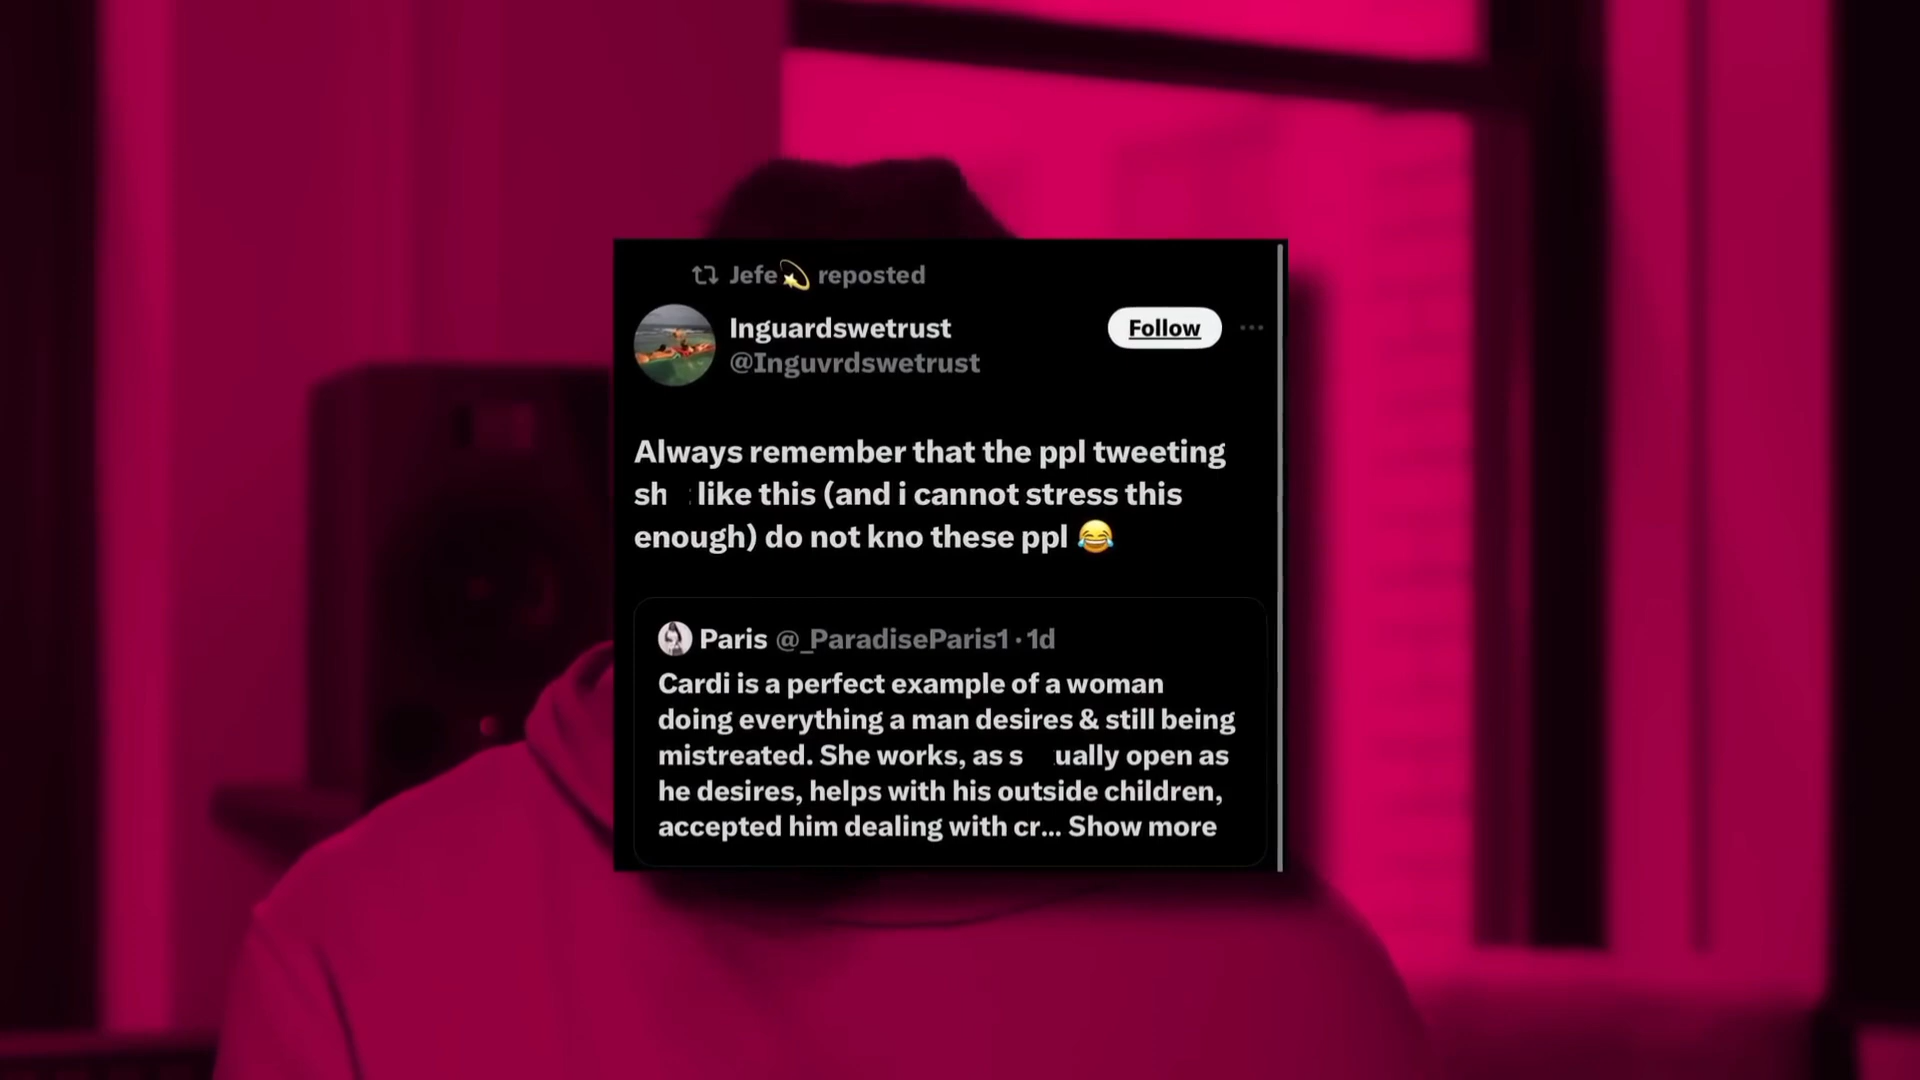 Jefe💫 reposted
Inguardswetrust
@Inguvrdswetrust
Follow
Always remember that the ppl tweeting
sh like this (and i cannot stress this
enough) do not kno these ppl 😂
Paris @_ParadiseParis1 · 1d
Cardi is a perfect example of a woman
doing everything a man desires & still being
mistreated. She works, as s ually open as
he desires, helps with his outside children,
accepted him dealing with cr... Show more